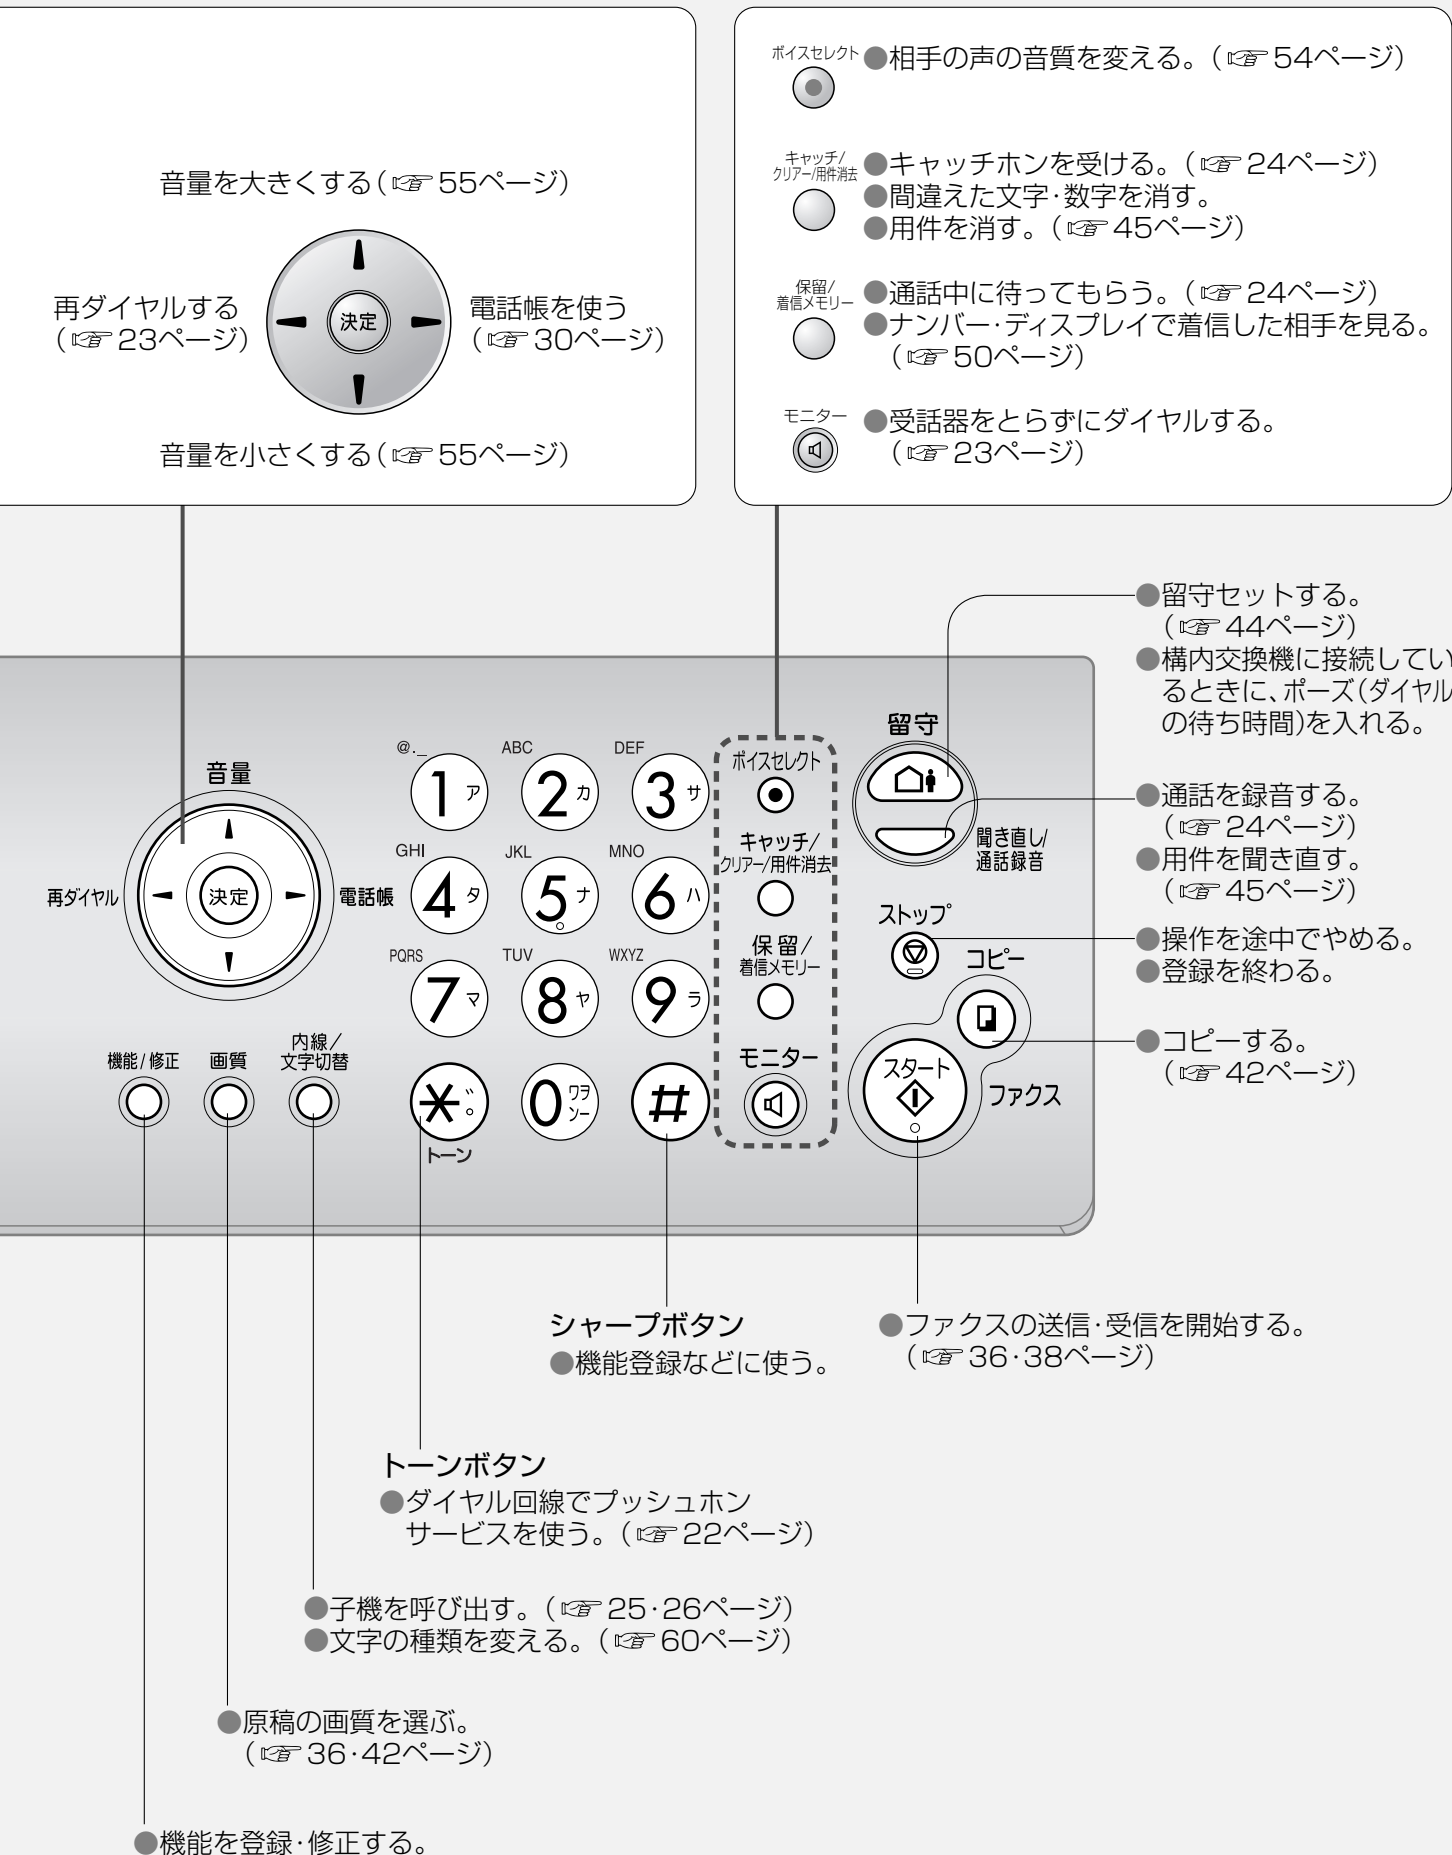 音量を大きくする(☞55ページ)
再ダイヤルする
(☞23ページ)
決定
電話帳を使う
(☞30ページ)
音量を小さくする(☞55ページ)
ボイスセレクト
●相手の声の音質を変える。(☞54ページ)
キャッチ/
クリアー/用件消去
●キャッチホンを受ける。(☞24ページ)
●間違えた文字・数字を消す。
●用件を消す。(☞45ページ)
保留/
着信メモリー
●通話中に待ってもらう。(☞24ページ)
●ナンバー・ディスプレイで着信した相手を見る。
(☞50ページ)
モニター
●受話器をとらずにダイヤルする。
(☞23ページ)
●留守セットする。
(☞44ページ)
●構内交換機に接続してい
るときに、ポーズ(ダイヤル
の待ち時間)を入れる。
●通話を録音する。
(☞24ページ)
●用件を聞き直す。
(☞45ページ)
●操作を途中でやめる。
●登録を終わる。
●コピーする。
(☞42ページ)
音量
再ダイヤル
決定
電話帳
機能/修正
画質
内線/
文字切替
@._
1 ア
ABC
2 カ
DEF
3 サ
GHI
4 タ
JKL
5 ナ
MNO
6 ハ
PQRS
7 マ
TUV
8 ヤ
WXYZ
9 ラ
* ゛゜
トーン
0 ワヲ
ンー
#
ボイスセレクト
キャッチ/
クリアー/用件消去
保留/
着信メモリー
モニター
留守
聞き直し/
通話録音
ストップ
コピー
スタート
ファクス
シャープボタン
●機能登録などに使う。
●ファクスの送信・受信を開始する。
(☞36・38ページ)
トーンボタン
●ダイヤル回線でプッシュホン
サービスを使う。(☞22ページ)
●子機を呼び出す。(☞25・26ページ)
●文字の種類を変える。(☞60ページ)
●原稿の画質を選ぶ。
(☞36・42ページ)
●機能を登録・修正する。